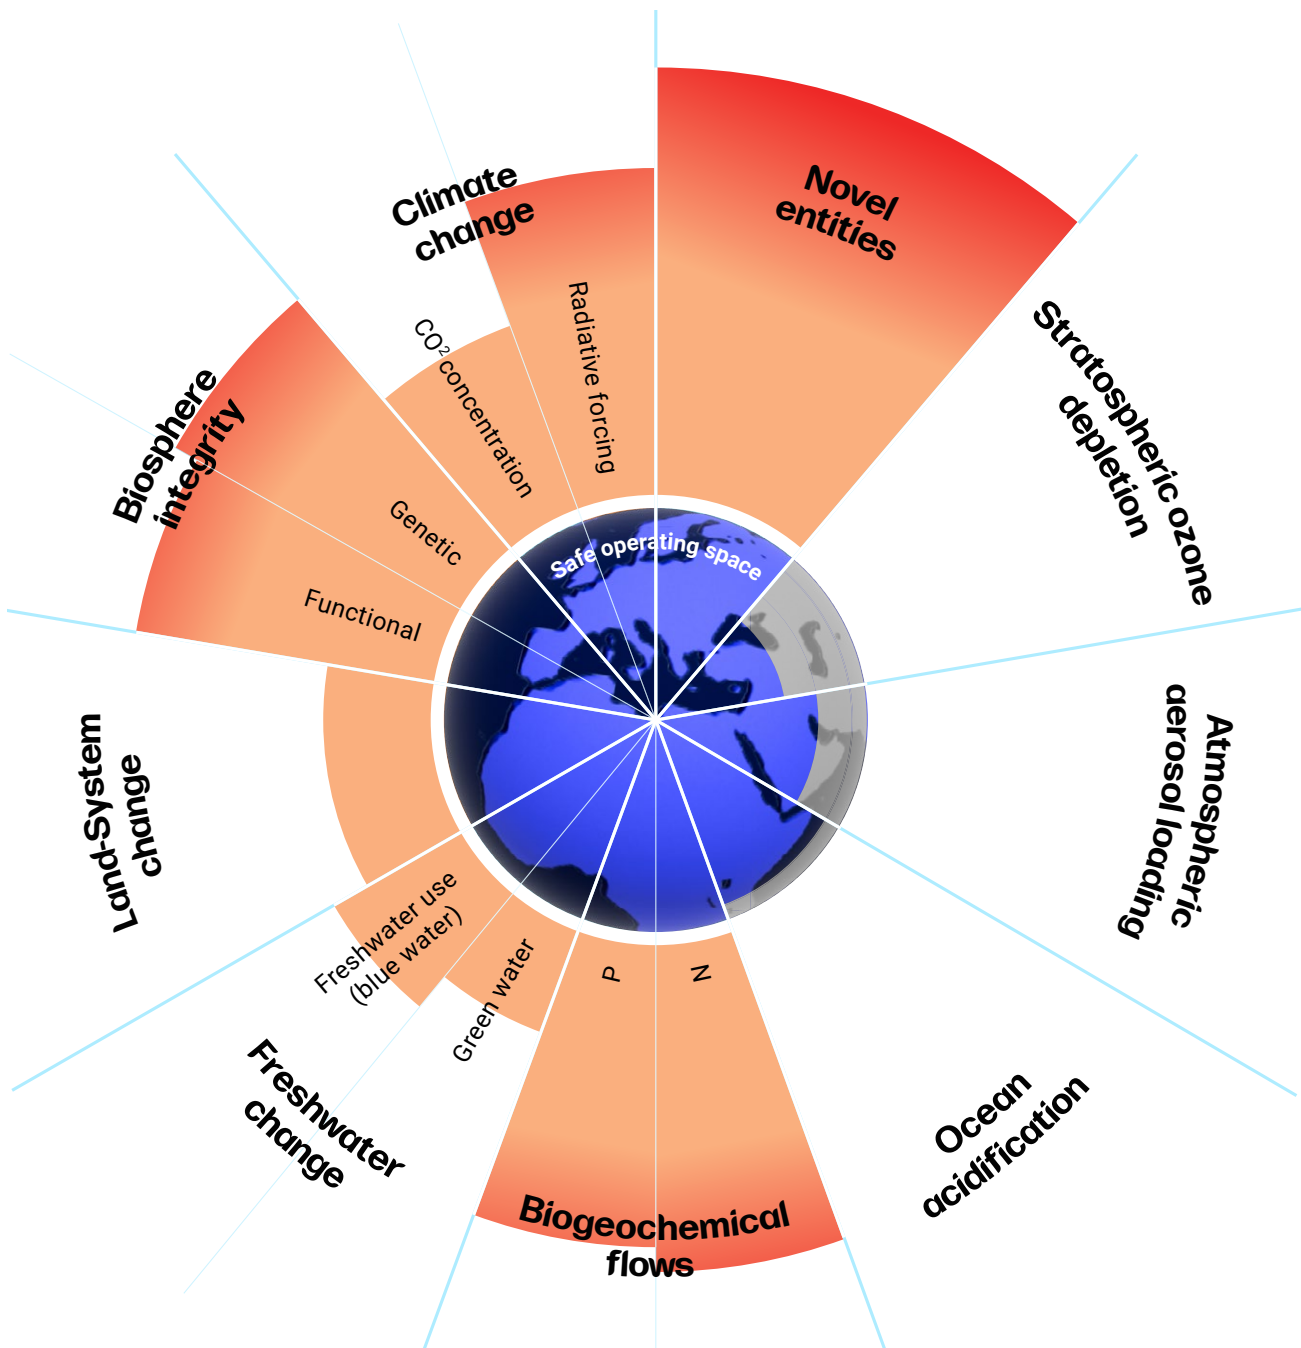 Novel
entities
Stratospheric ozone
depletion
Atmospheric
aerosol loading
Ocean
acidification
Biogeochemical
flows
P
N
Freshwater
change
Freshwater use
(blue water)
Green water
Land-System
change
Biosphere
integrity
Genetic
Functional
Climate
change
CO² concentration
Radiative forcing
Safe operating space